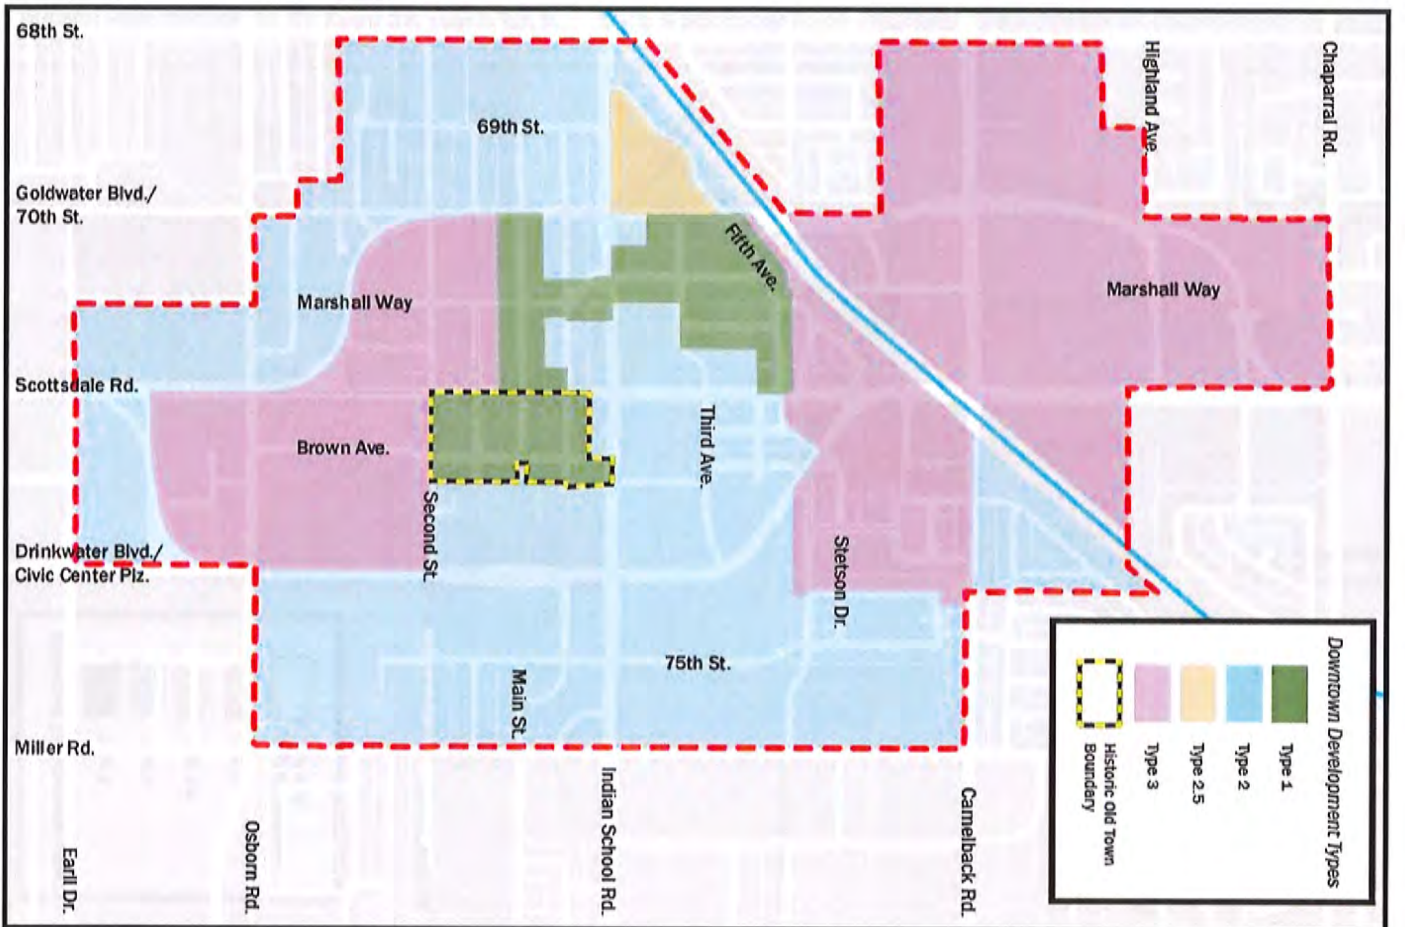 68th St.
Highland Ave.
Chaparral Rd.
69th St.
Goldwater Blvd./
70th St.
Fifth Ave.
Marshall Way
Marshall Way
Scottsdale Rd.
Brown Ave.
Third Ave.
Second St.
Drinkwater Blvd./
Civic Center Plz.
Stetson Dr.
75th St.
Main St.
Miller Rd.
Indian School Rd.
Camelback Rd.
Osborn Rd.
Earll Dr.
Downtown Development Types
Type 1
Type 2
Type 2.5
Type 3
Historic Old Town
Boundary